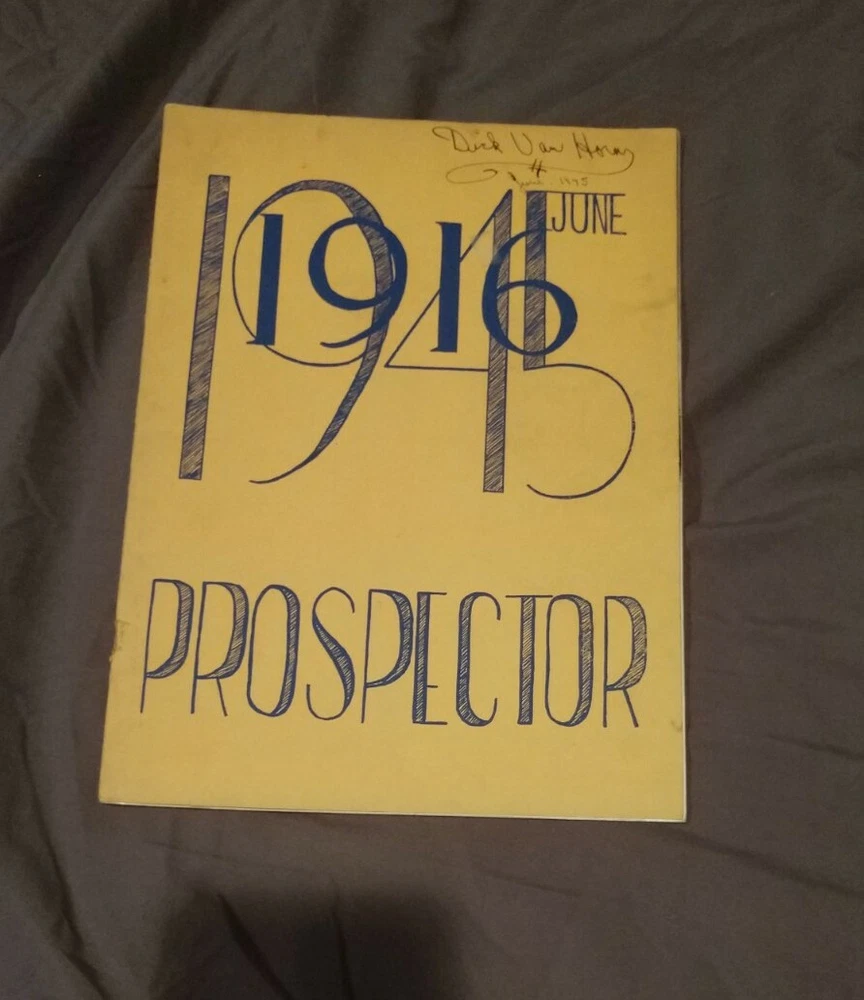 Dick Van Horn
June 1945
JUNE
1945
1916
PROSPECTOR